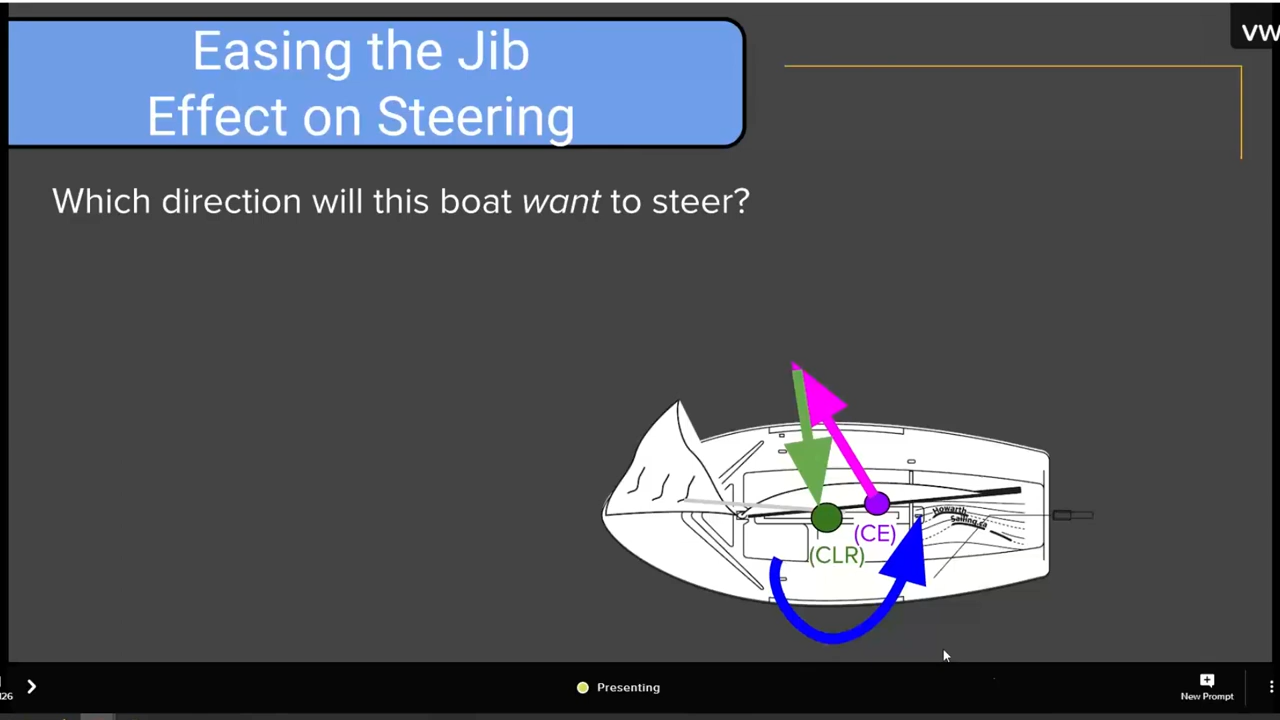 VW
Easing the Jib
Effect on Steering
Which direction will this boat want to steer?
(CE)
(CLR)
Howarth
Sailing.ca
Presenting
New Prompt